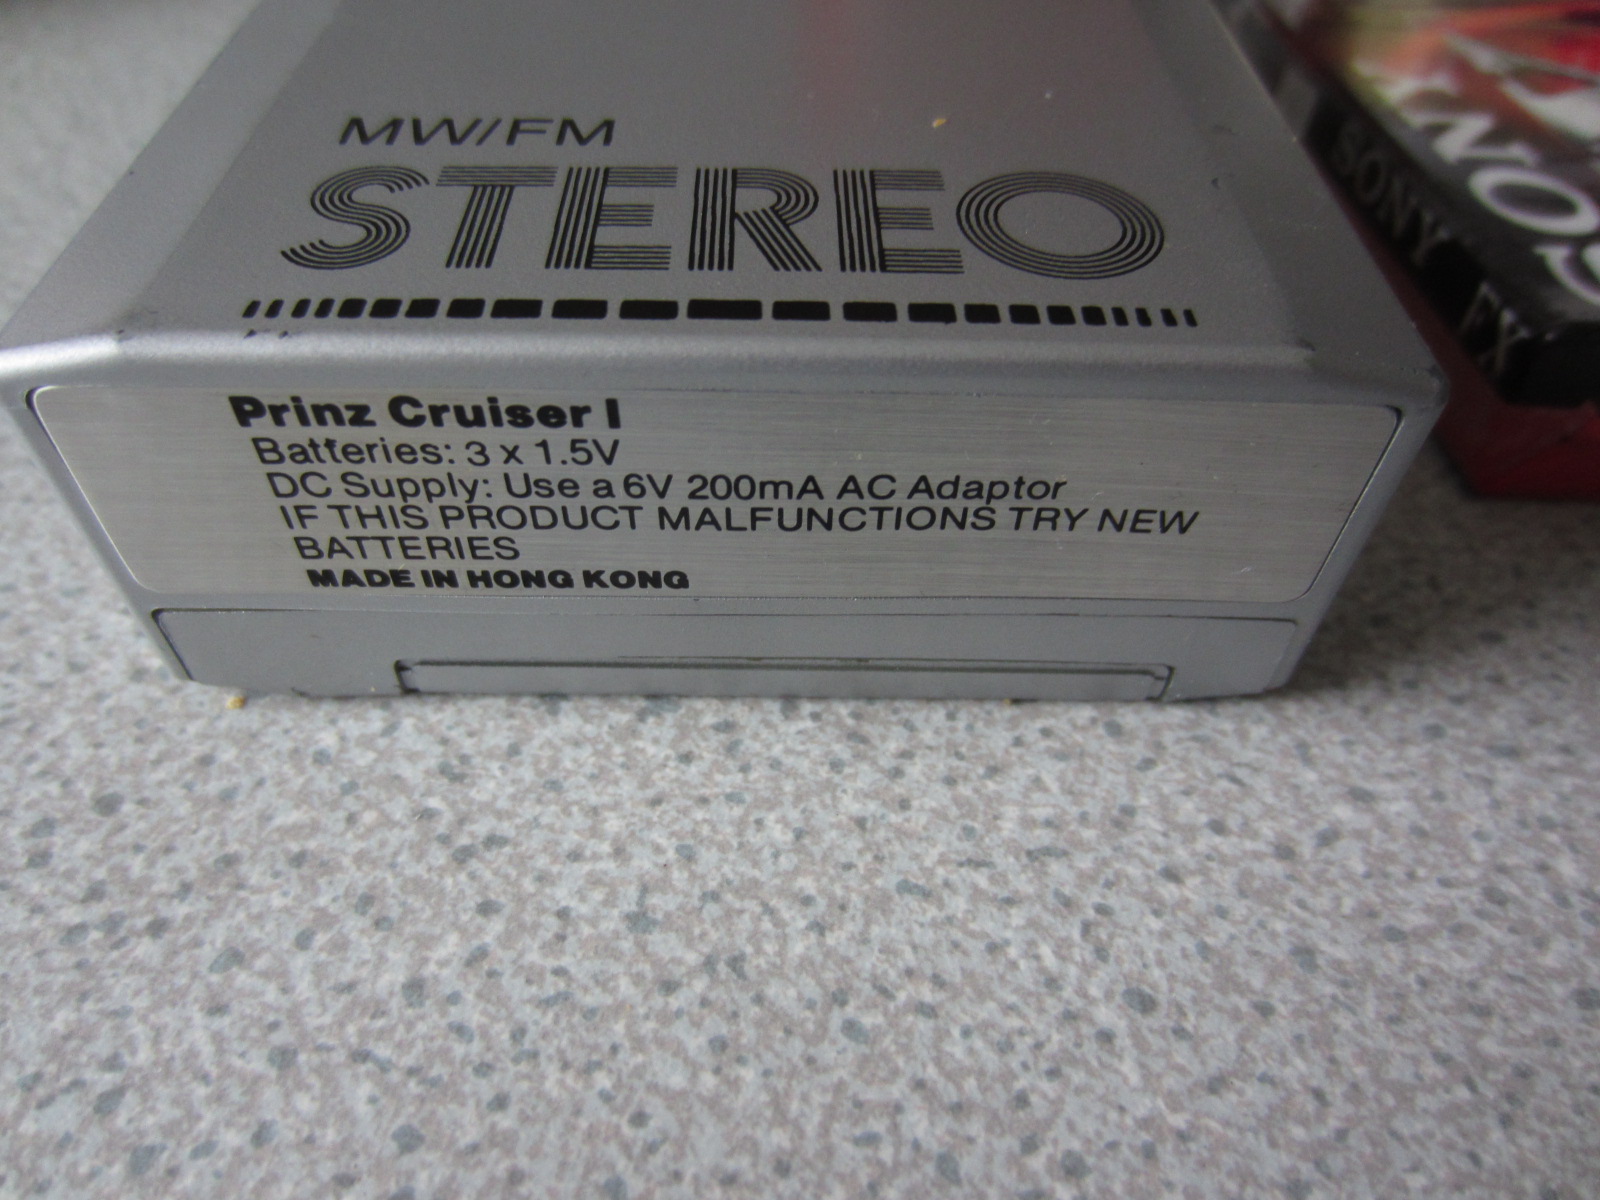 MW/FM
STEREO
Prinz Cruiser I
Batteries: 3 x 1.5V
DC Supply: Use a 6V 200mA AC Adaptor
IF THIS PRODUCT MALFUNCTIONS TRY NEW
BATTERIES
MADE IN HONG KONG
SONY
SONY FX